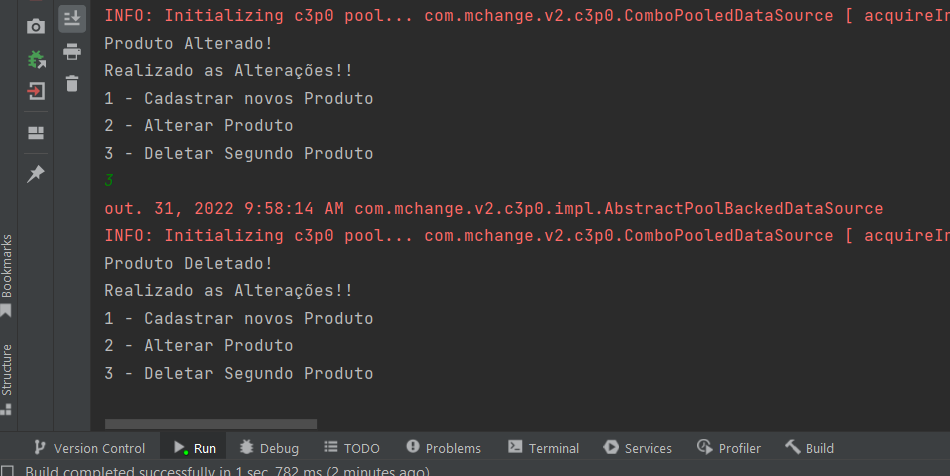 INFO: Initializing c3p0 pool... com.mchange.v2.c3p0.ComboPooledDataSource [ acquireIn
Produto Alterado!
Realizado as Alterações!!
1 - Cadastrar novos Produto
2 - Alterar Produto
3 - Deletar Segundo Produto
3
out. 31, 2022 9:58:14 AM com.mchange.v2.c3p0.impl.AbstractPoolBackedDataSource
INFO: Initializing c3p0 pool... com.mchange.v2.c3p0.ComboPooledDataSource [ acquireIn
Produto Deletado!
Realizado as Alterações!!
1 - Cadastrar novos Produto
2 - Alterar Produto
3 - Deletar Segundo Produto
Bookmarks
Structure
Version Control Run Debug TODO Problems Terminal Services Profiler Build
Build completed successfully in 1 sec, 782 ms (2 minutes ago)